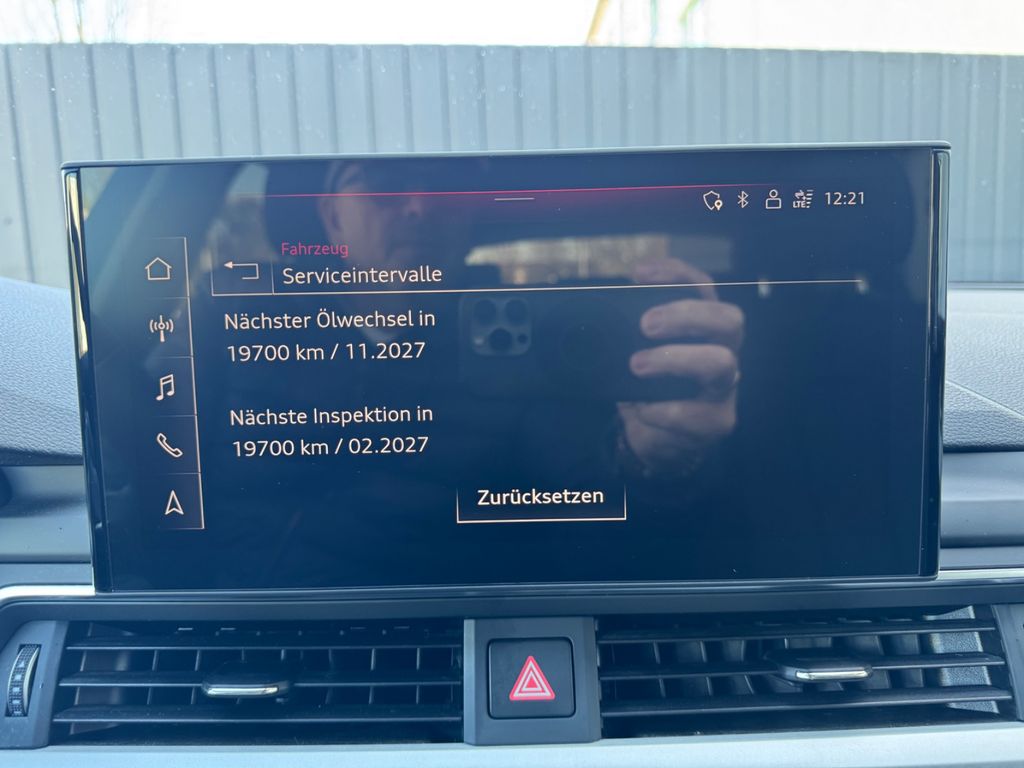 LTE 12:21
Fahrzeug
Serviceintervalle
Nächster Ölwechsel in
19700 km / 11.2027
Nächste Inspektion in
19700 km / 02.2027
Zurücksetzen